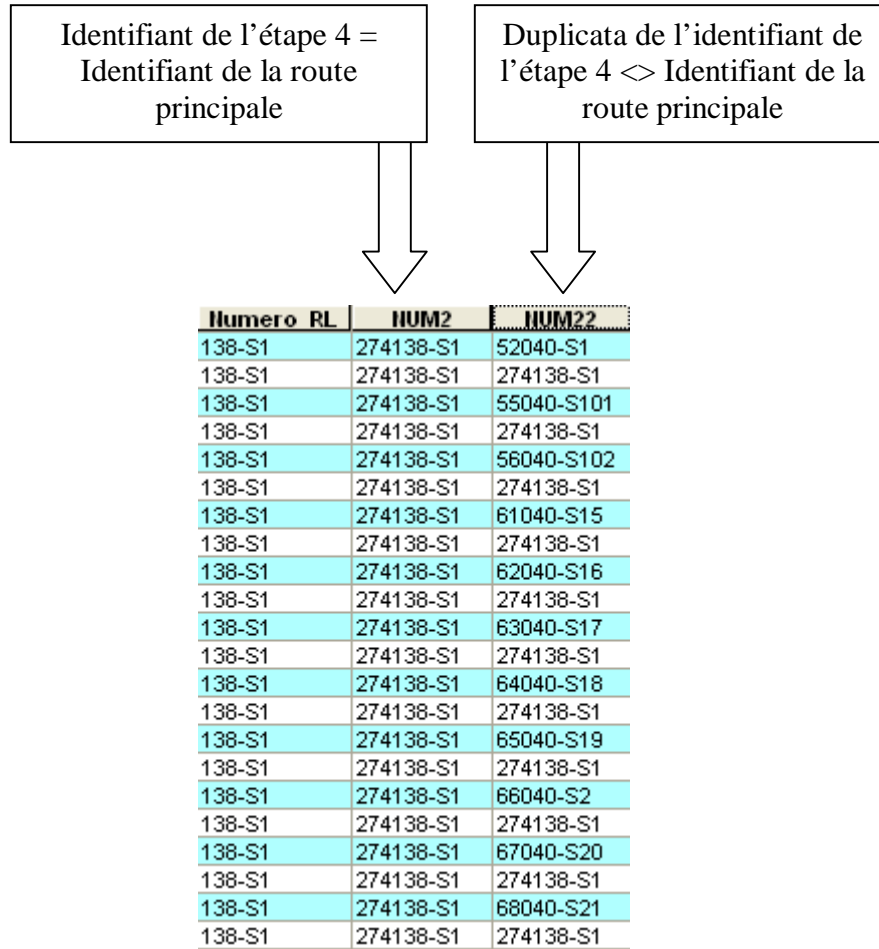 Identifiant de l’étape 4 =
Identifiant de la route
principale
Duplicata de l’identifiant de
l’étape 4 <> Identifiant de la
route principale
Numero RL NUM2 NUM22
138-S1 274138-S1 52040-S1
138-S1 274138-S1 274138-S1
138-S1 274138-S1 55040-S101
138-S1 274138-S1 274138-S1
138-S1 274138-S1 56040-S102
138-S1 274138-S1 274138-S1
138-S1 274138-S1 61040-S15
138-S1 274138-S1 274138-S1
138-S1 274138-S1 62040-S16
138-S1 274138-S1 274138-S1
138-S1 274138-S1 63040-S17
138-S1 274138-S1 274138-S1
138-S1 274138-S1 64040-S18
138-S1 274138-S1 274138-S1
138-S1 274138-S1 65040-S19
138-S1 274138-S1 274138-S1
138-S1 274138-S1 66040-S2
138-S1 274138-S1 274138-S1
138-S1 274138-S1 67040-S20
138-S1 274138-S1 274138-S1
138-S1 274138-S1 68040-S21
138-S1 274138-S1 274138-S1